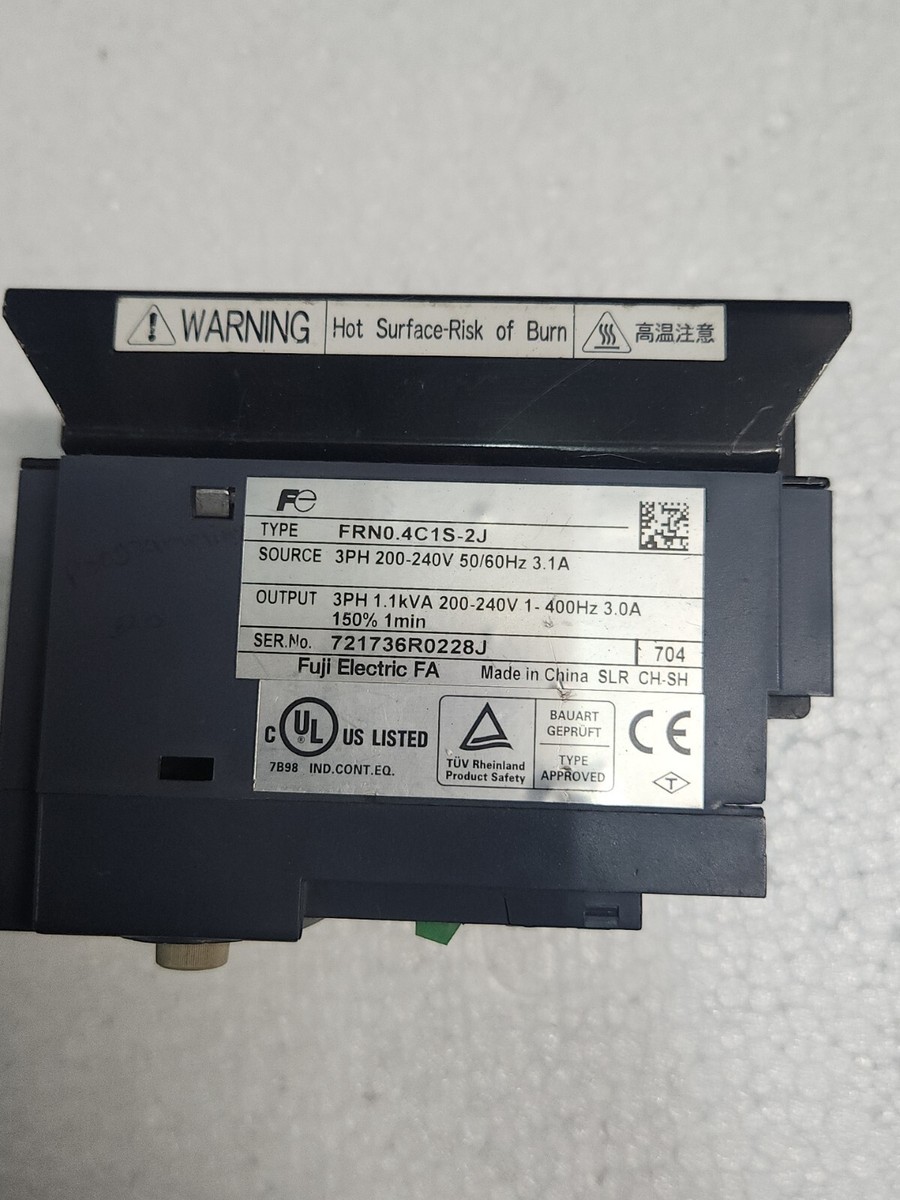 WARNING Hot Surface-Risk of Burn 高温注意
Fe
TYPE FRN0.4C1S-2J
SOURCE 3PH 200-240V 50/60Hz 3.1A
OUTPUT 3PH 1.1kVA 200-240V 1-400Hz 3.0A
150% 1min
SER.No. 721736R0228J 704
Fuji Electric FA Made in China SLR CH-SH
C UL ® US LISTED
7B98 IND.CONT.EQ.
TÜV Rheinland
Product Safety
BAUART
GEPRÜFT
TYPE
APPROVED
CE
T